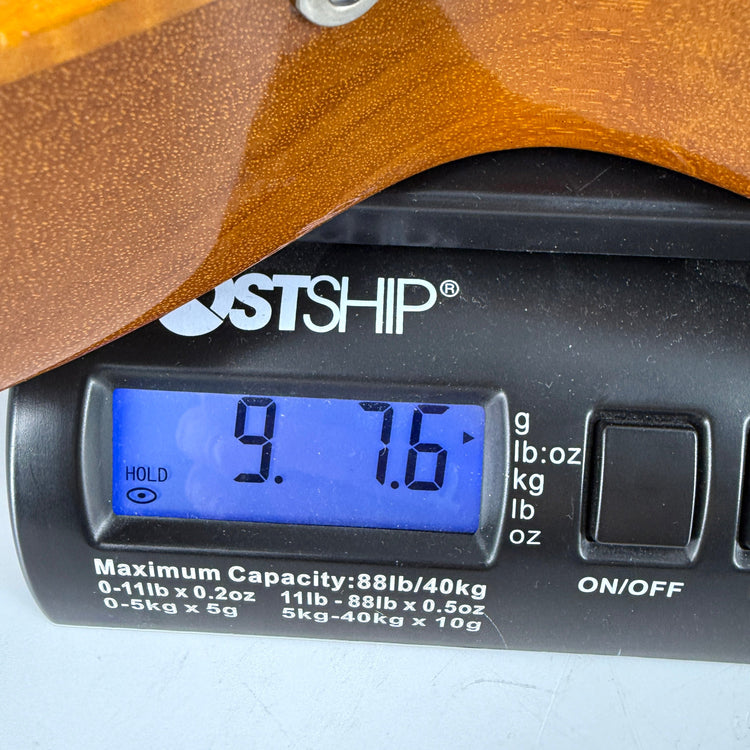 OSTSHIP®
9. 7.6
HOLD
g
lb:oz
kg
lb
oz
ON/OFF
Maximum Capacity:88lb/40kg
0-11lb x 0.2oz 11lb - 88lb x 0.5oz
0-5kg x 5g 5kg-40kg x 10g